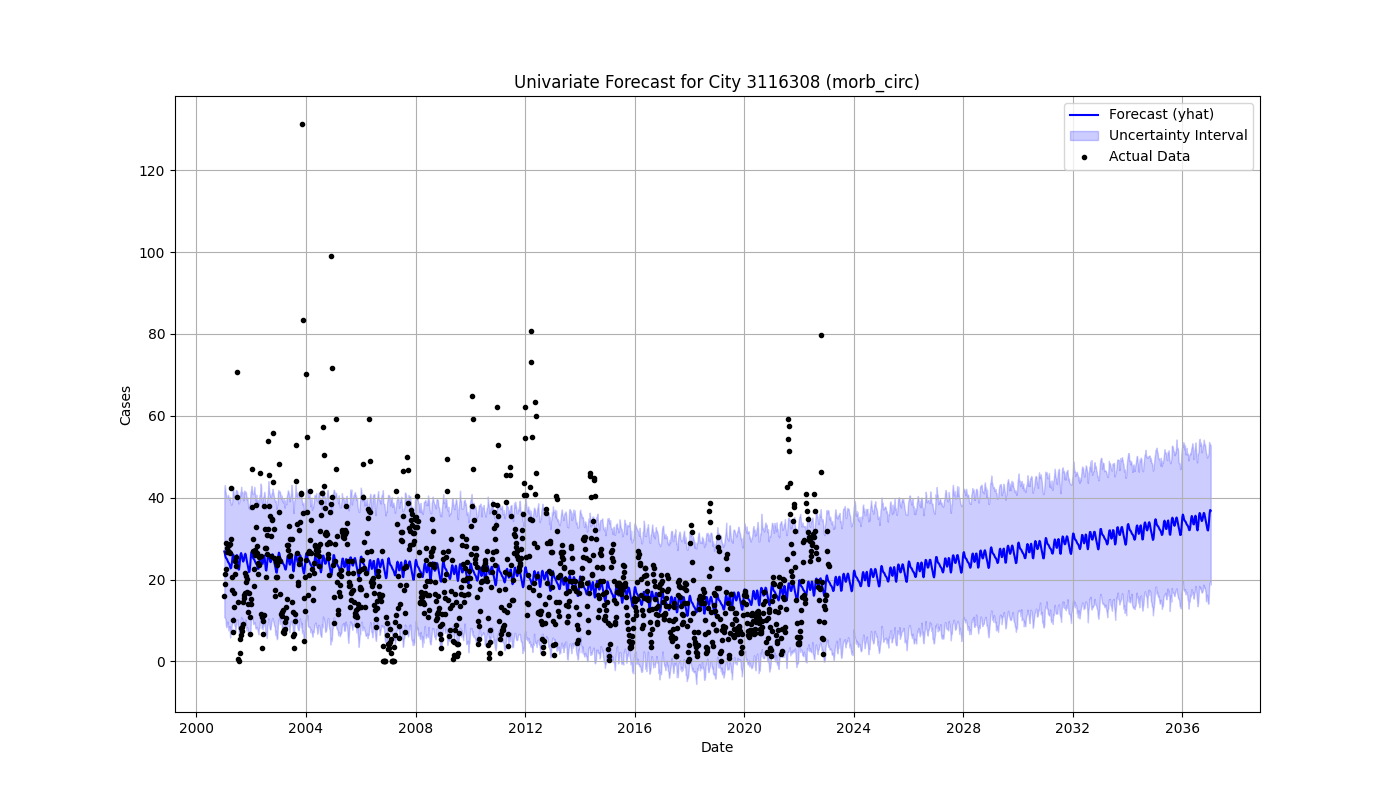 Univariate Forecast for City 3116308 (morb_circ)
Forecast (yhat)
Uncertainty Interval
Actual Data
120
100
80
60
40
20
0
Cases
2000 2004 2008 2012 2016 2020 2024 2028 2032 2036
Date